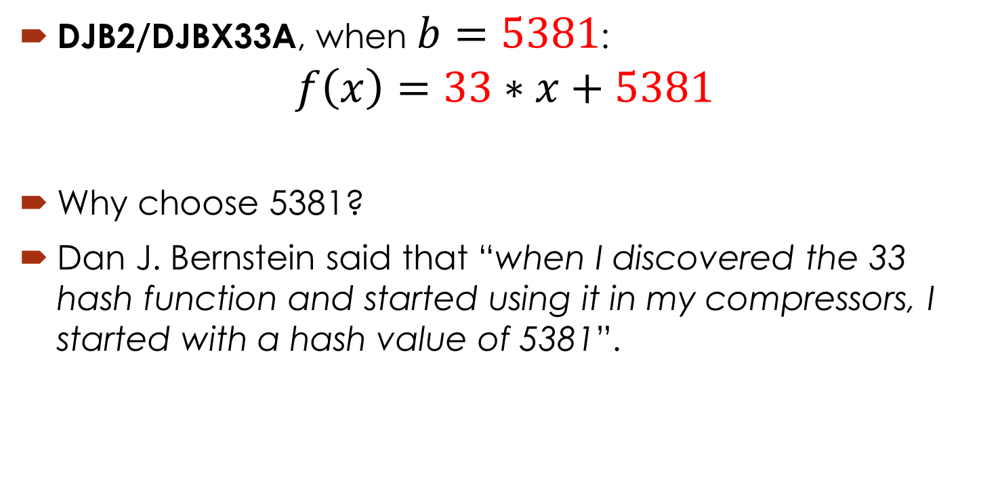 DJB2/DJBX33A, when b = 5381:
f(x) = 33 ∗ x + 5381
Why choose 5381?
Dan J. Bernstein said that “when I discovered the 33
hash function and started using it in my compressors, I
started with a hash value of 5381”.